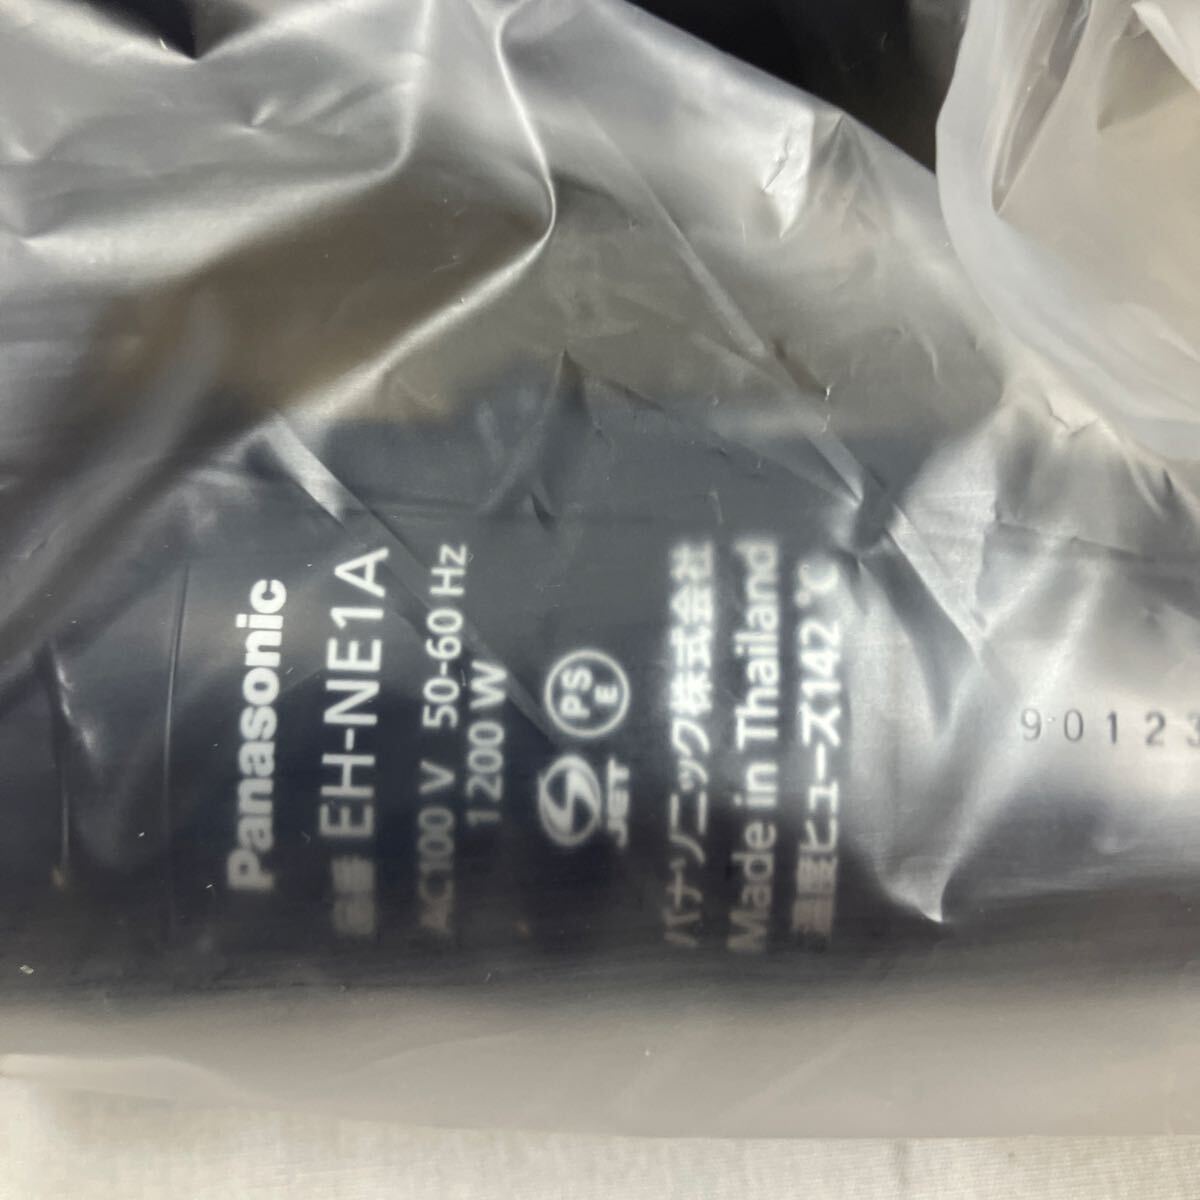 Panasonic
品番 EH-NE1A
AC100 V 50-60 Hz
1200 W
PS
E
JET
パナソニック株式会社
Made in Thailand
温度ヒューズ142℃
90123